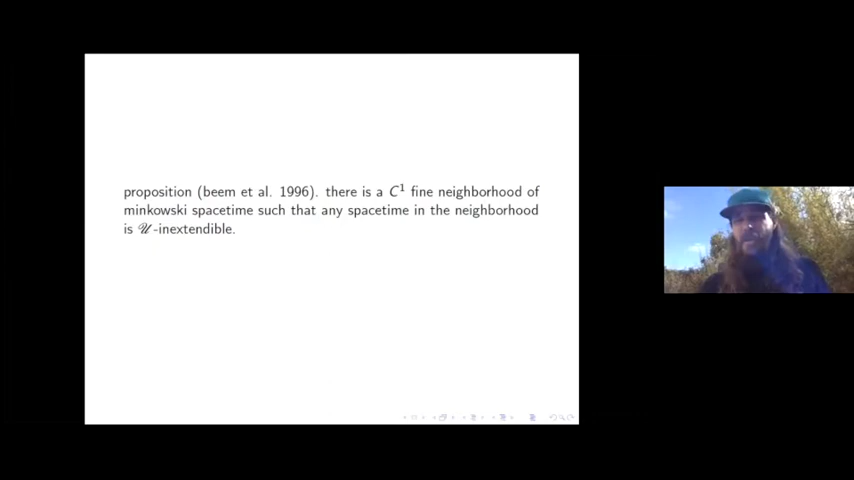 proposition (beem et al. 1996). there is a C¹ fine neighborhood of
minkowski spacetime such that any spacetime in the neighborhood
is 𝒰-inextendible.